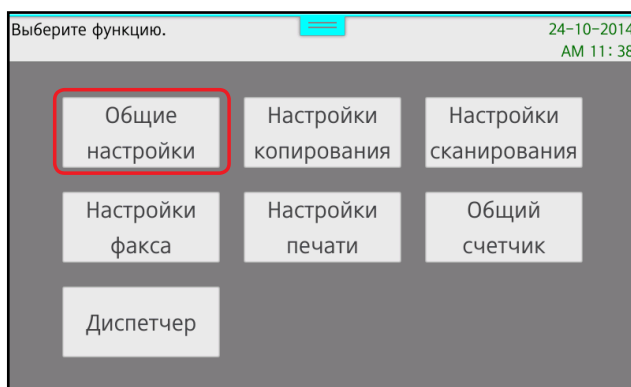 Выберите функцию.
24-10-2014
AM 11:38
Общие настройки
Настройки копирования
Настройки сканирования
Настройки факса
Настройки печати
Общий счетчик
Диспетчер